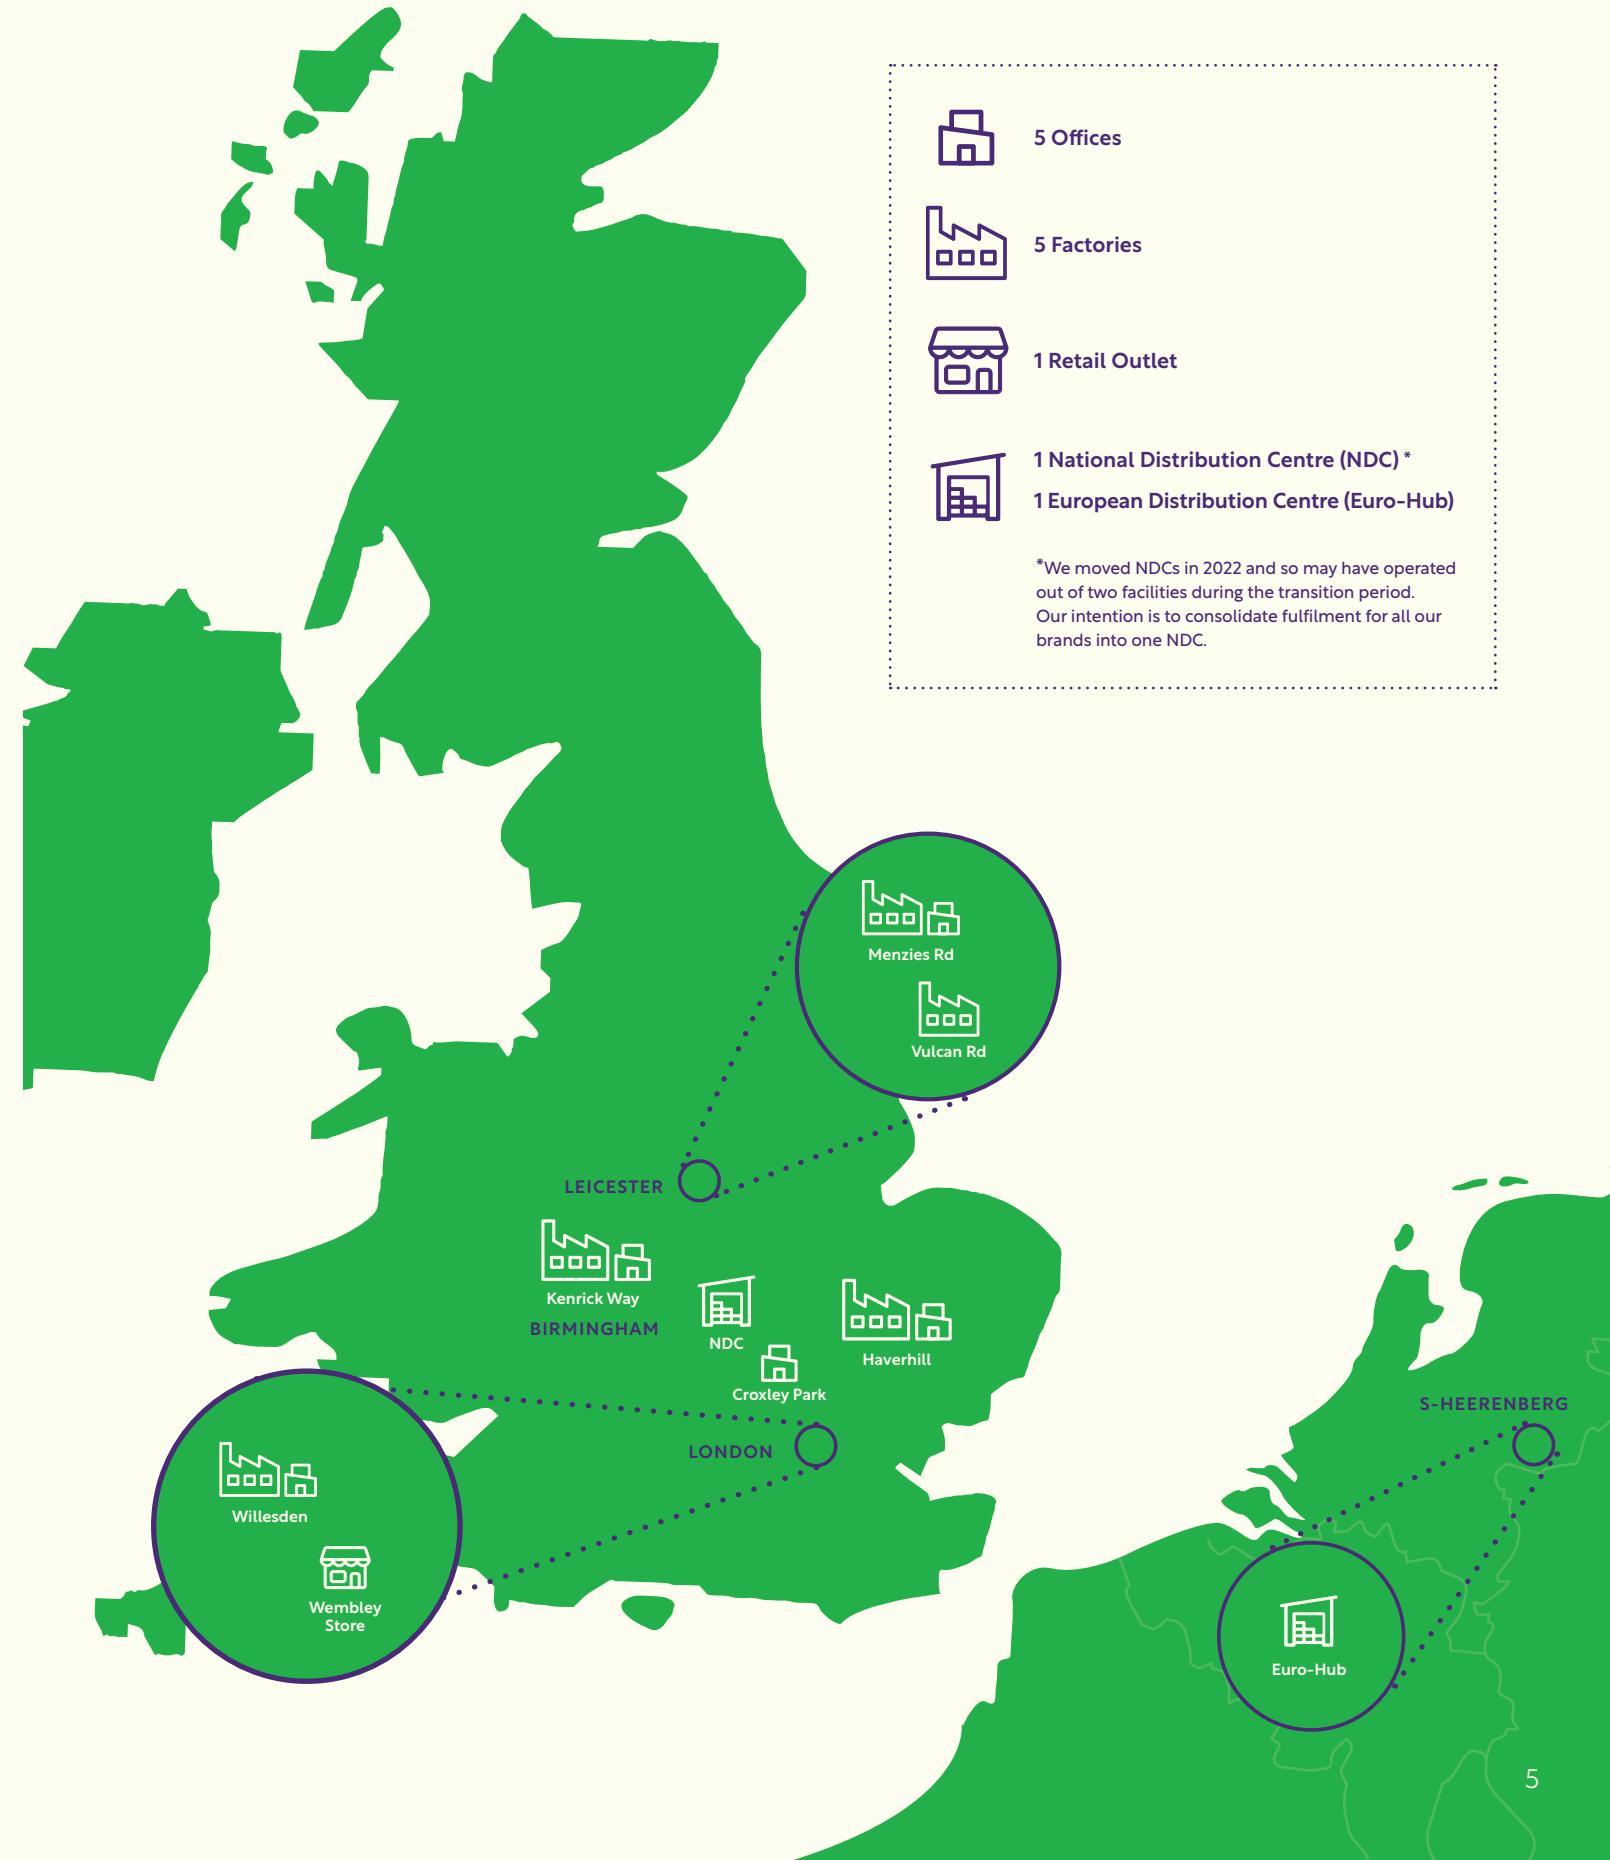 5 Offices
5 Factories
1 Retail Outlet
1 National Distribution Centre (NDC) *
1 European Distribution Centre (Euro-Hub)
*We moved NDCs in 2022 and so may have operated
out of two facilities during the transition period.
Our intention is to consolidate fulfilment for all our
brands into one NDC.
Menzies Rd
Vulcan Rd
LEICESTER
Kenrick Way
BIRMINGHAM
NDC
Haverhill
Croxley Park
LONDON
S-HEERENBERG
Willesden
Wembley
Store
Euro-Hub
5